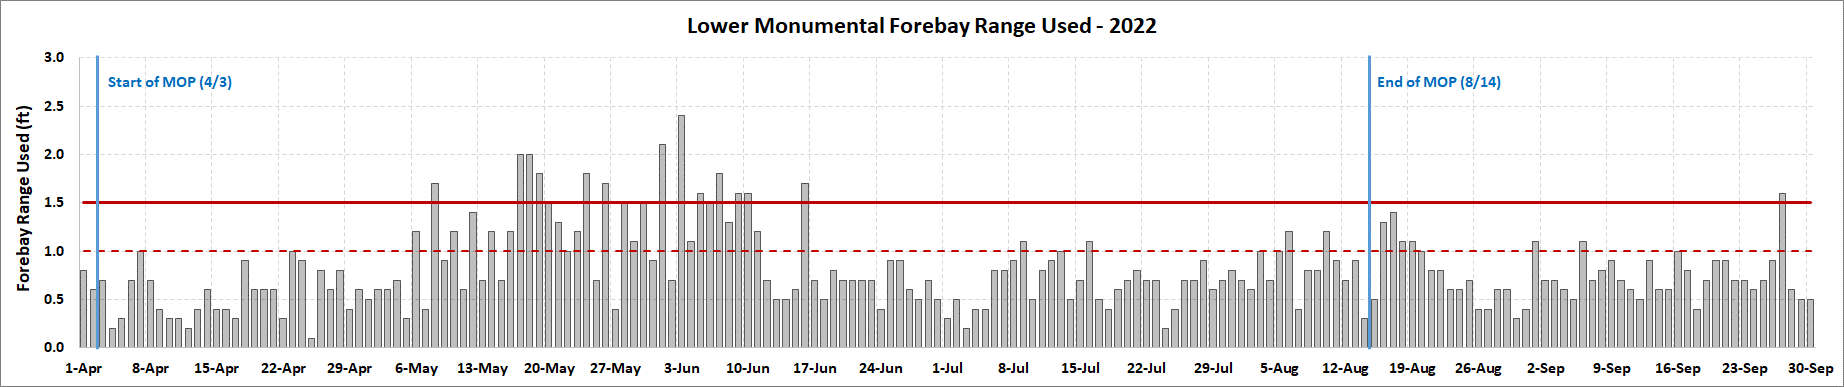 Lower Monumental Forebay Range Used - 2022
Forebay Range Used (ft)
3.0
2.5
2.0
1.5
1.0
0.5
0.0
Start of MOP (4/3)
End of MOP (8/14)
1-Apr 8-Apr 15-Apr 22-Apr 29-Apr 6-May 13-May 20-May 27-May 3-Jun 10-Jun 17-Jun 24-Jun 1-Jul 8-Jul 15-Jul 22-Jul 29-Jul 5-Aug 12-Aug 19-Aug 26-Aug 2-Sep 9-Sep 16-Sep 23-Sep 30-Sep